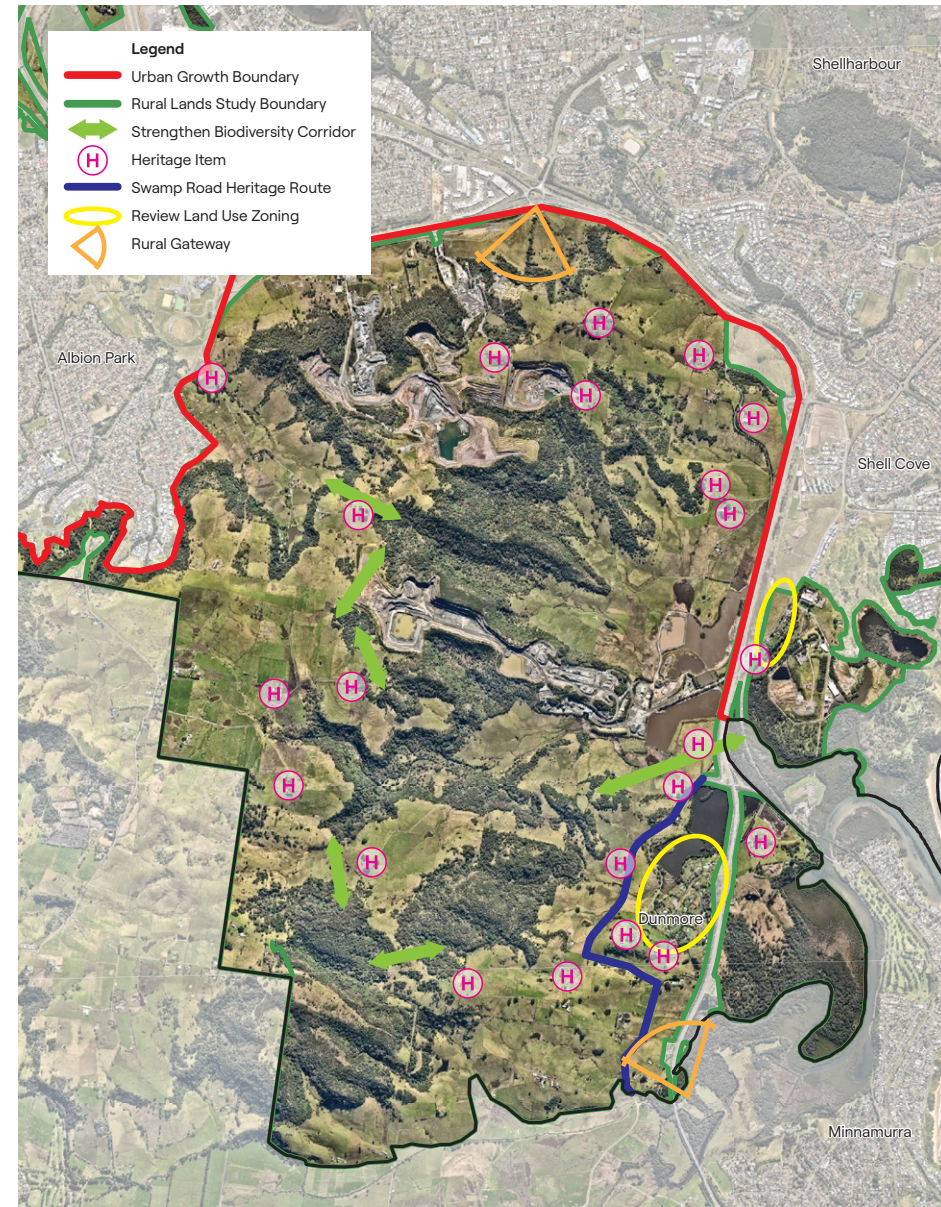 Legend
Urban Growth Boundary
Rural Lands Study Boundary
Strengthen Biodiversity Corridor
H Heritage Item
Swamp Road Heritage Route
Review Land Use Zoning
Rural Gateway
Shellharbour
H
H
H
Albion Park
H
H
H
H
Shell Cove
H
H
H
H
H
H
H
H
H
H
H
H
Dunmore
H
H
H
H
Minnamurra